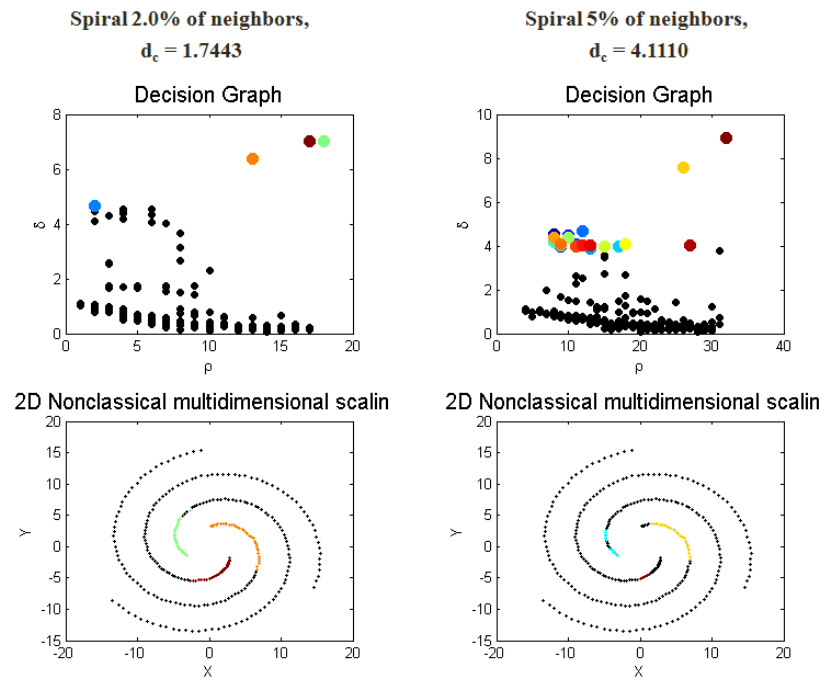 Spiral 2.0% of neighbors,
d_c = 1.7443
Spiral 5% of neighbors,
d_c = 4.1110
Decision Graph
8
6
4
2
0
δ
0 5 10 15 20
ρ
Decision Graph
10
8
6
4
2
0
δ
0 10 20 30 40
ρ
2D Nonclassical multidimensional scalin
20
15
10
5
0
-5
-10
-15
Y
-20 -10 0 10 20
X
2D Nonclassical multidimensional scalin
20
15
10
5
0
-5
-10
-15
Y
-20 -10 0 10 20
X